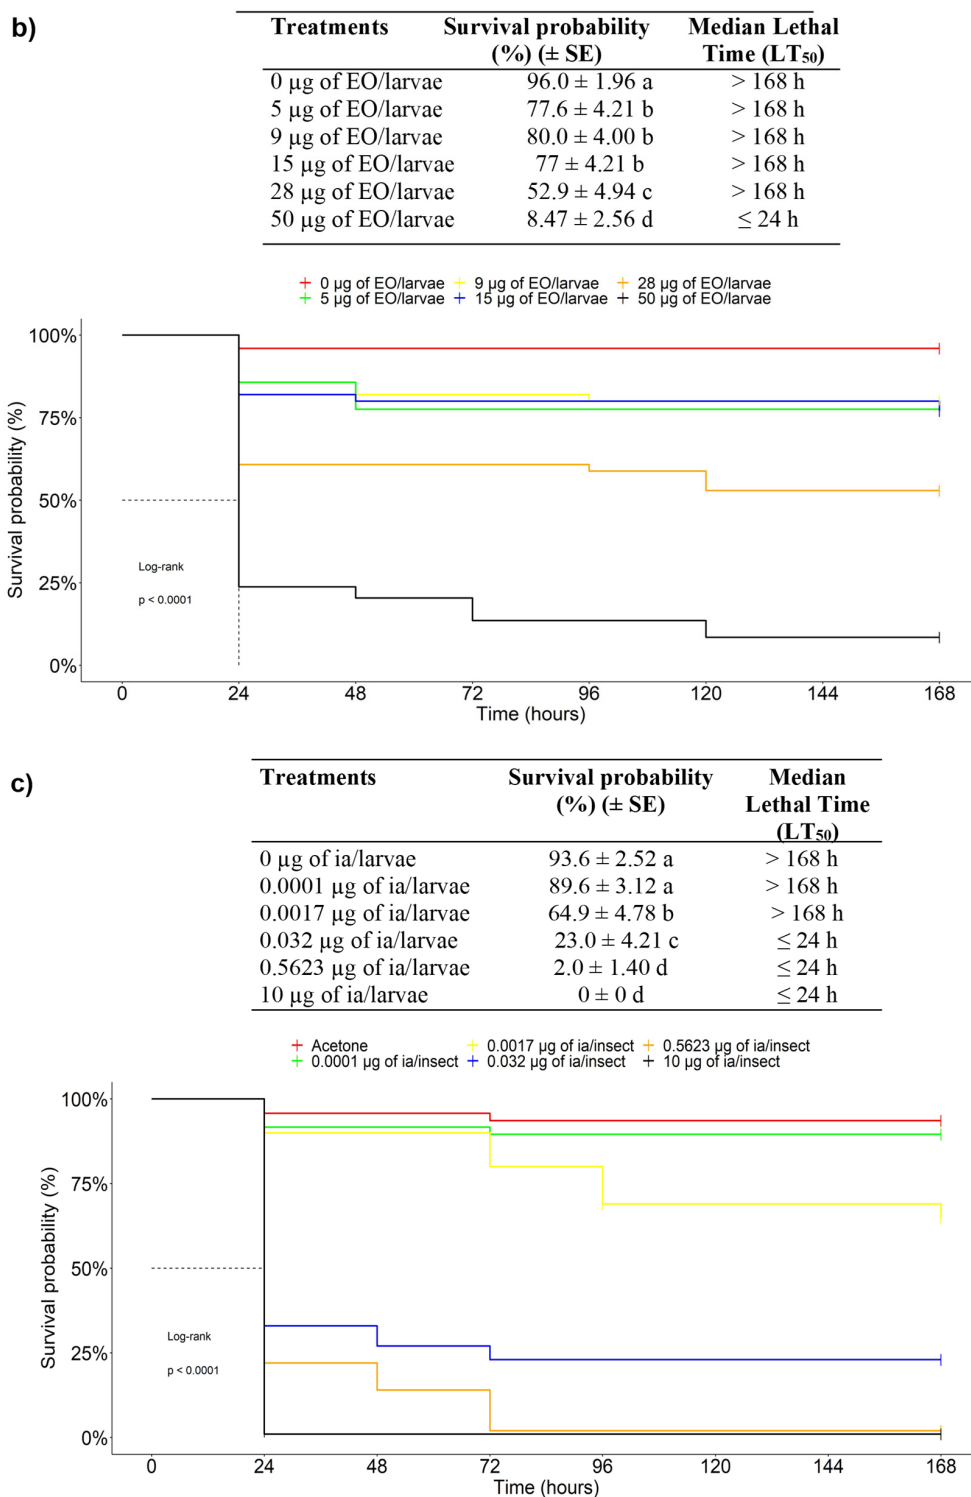 b)
Treatments Survival probability Median Lethal
(%) (± SE) Time (LT50)
0 µg of EO/larvae 96.0 ± 1.96 a > 168 h
5 µg of EO/larvae 77.6 ± 4.21 b > 168 h
9 µg of EO/larvae 80.0 ± 4.00 b > 168 h
15 µg of EO/larvae 77 ± 4.21 b > 168 h
28 µg of EO/larvae 52.9 ± 4.94 c > 168 h
50 µg of EO/larvae 8.47 ± 2.56 d ≤ 24 h
0 µg of EO/larvae 9 µg of EO/larvae 28 µg of EO/larvae
5 µg of EO/larvae 15 µg of EO/larvae 50 µg of EO/larvae
Survival probability (%)
100%
75%
50%
25%
0%
Log-rank
p < 0.0001
0 24 48 72 96 120 144 168
Time (hours)
c)
Treatments Survival probability Median
(%) (± SE) Lethal Time
(LT50)
0 µg of ia/larvae 93.6 ± 2.52 a > 168 h
0.0001 µg of ia/larvae 89.6 ± 3.12 a > 168 h
0.0017 µg of ia/larvae 64.9 ± 4.78 b > 168 h
0.032 µg of ia/larvae 23.0 ± 4.21 c ≤ 24 h
0.5623 µg of ia/larvae 2.0 ± 1.40 d ≤ 24 h
10 µg of ia/larvae 0 ± 0 d ≤ 24 h
Acetone 0.0017 µg of ia/insect 0.5623 µg of ia/insect
0.0001 µg of ia/insect 0.032 µg of ia/insect 10 µg of ia/insect
Survival probability (%)
100%
75%
50%
25%
0%
Log-rank
p < 0.0001
0 24 48 72 96 120 144 168
Time (hours)